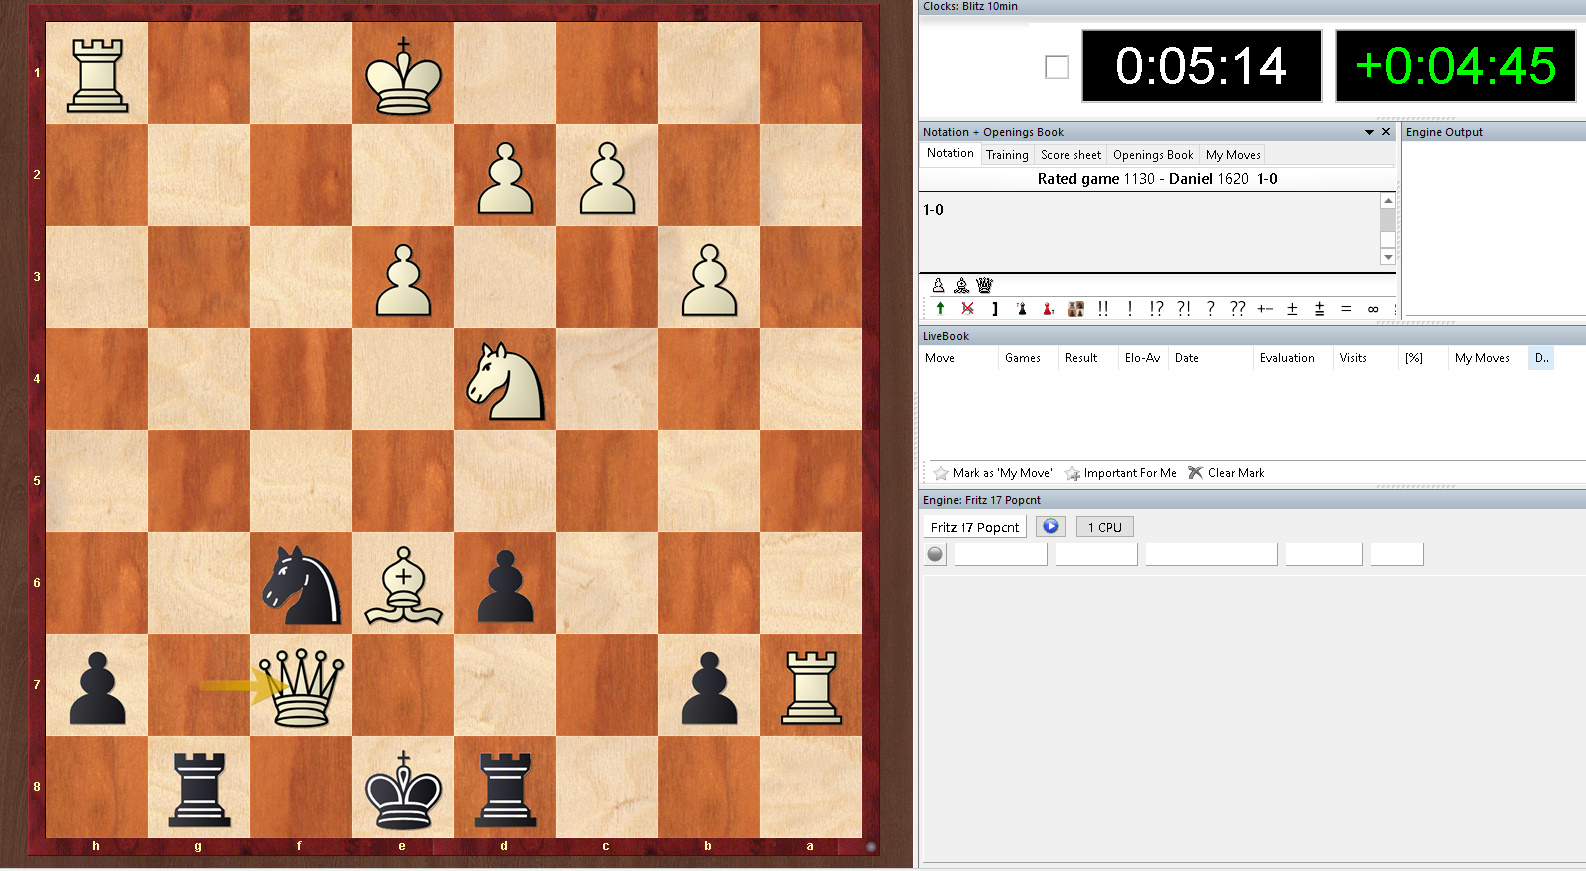 Clocks: Blitz 10min
0:05:14 +0:04:45
Notation + Openings Book
Engine Output
Notation Training Score sheet Openings Book My Moves
Rated game 1130 - Daniel 1620 1-0
1-0
] !! ! !? ?! ? ?? +− ± ⩲ = ∞
LiveBook
Move Games Result Elo-Av Date Evaluation Visits [%] My Moves D..
Mark as 'My Move' Important For Me Clear Mark
Engine: Fritz 17 Popcnt
Fritz 17 Popcnt 1 CPU
1
2
3
4
5
6
7
8
h g f e d c b a